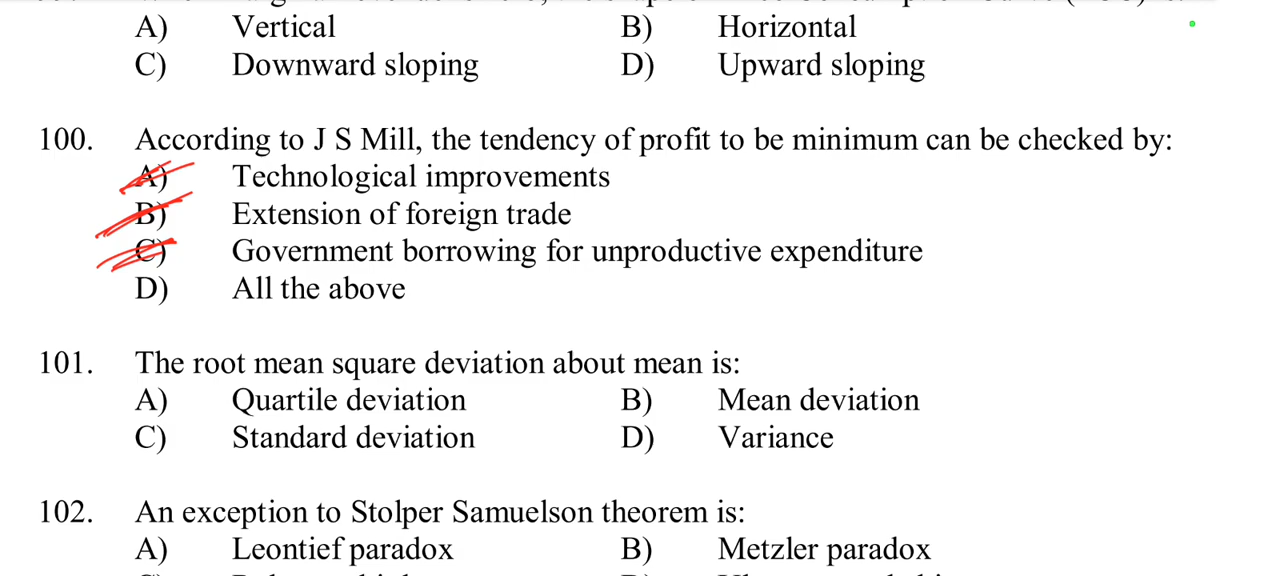 A) Vertical B) Horizontal
C) Downward sloping D) Upward sloping
100. According to J S Mill, the tendency of profit to be minimum can be checked by:
A) Technological improvements
B) Extension of foreign trade
C) Government borrowing for unproductive expenditure
D) All the above
101. The root mean square deviation about mean is:
A) Quartile deviation B) Mean deviation
C) Standard deviation D) Variance
102. An exception to Stolper Samuelson theorem is:
A) Leontief paradox B) Metzler paradox